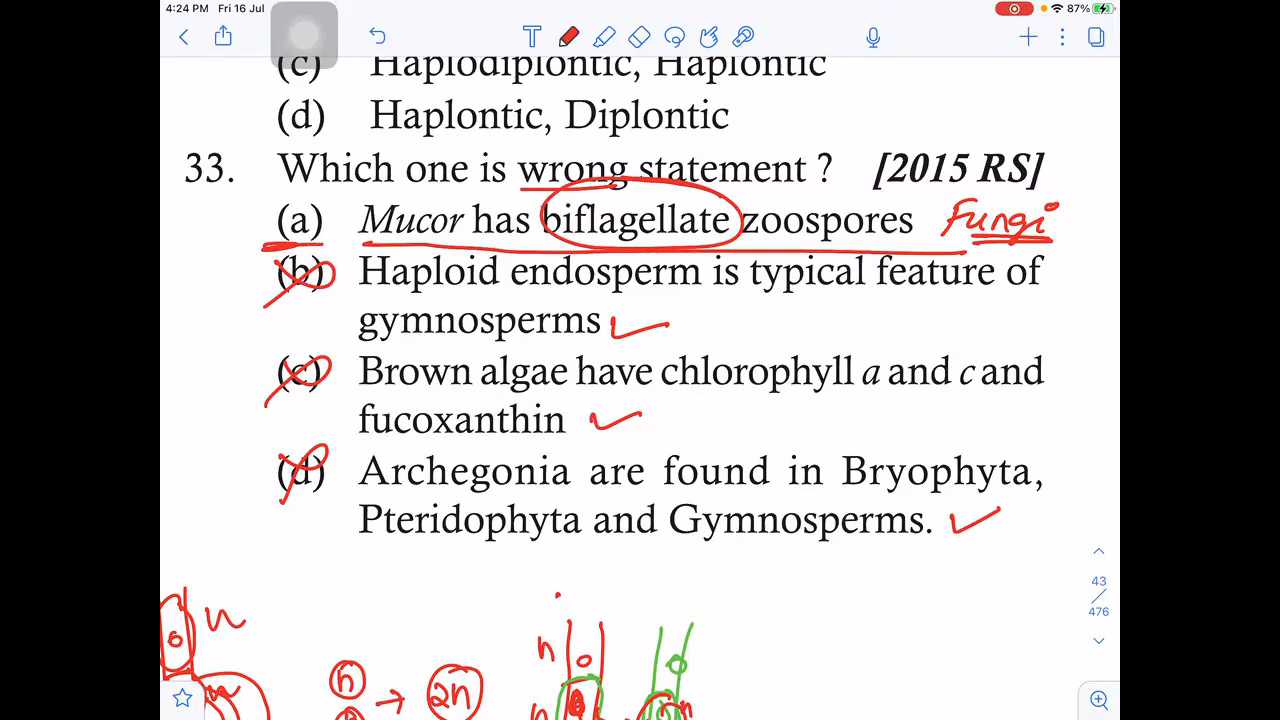 4:24 PM Fri 16 Jul
87%
T
(c) Haplodiplontic, Haplontic
(d) Haplontic, Diplontic
33. Which one is wrong statement ? [2015 RS]
(a) Mucor has biflagellate zoospores Fungi
(b) Haploid endosperm is typical feature of
gymnosperms
(c) Brown algae have chlorophyll a and c and
fucoxanthin
(d) Archegonia are found in Bryophyta,
Pteridophyta and Gymnosperms.
43
476
n
n
n → 2n
n
n